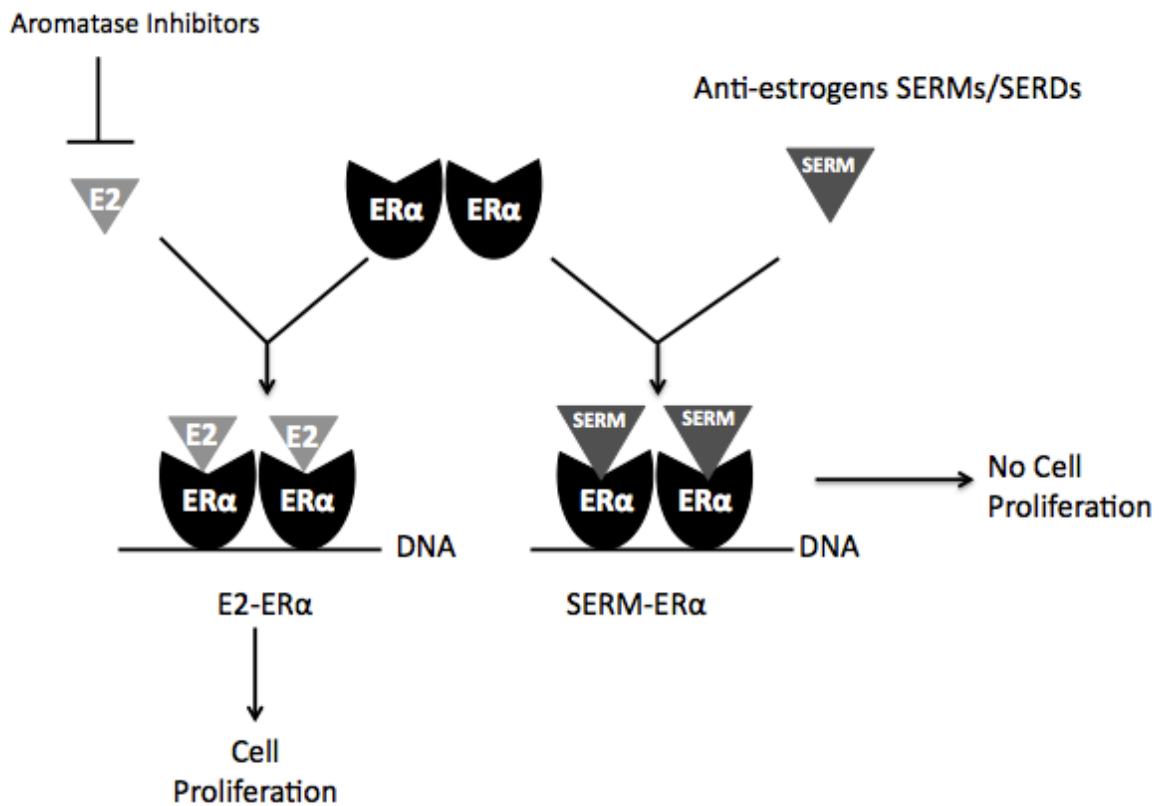 Aromatase Inhibitors
Anti-estrogens SERMs/SERDs
E2
ERα ERα
SERM
E2 E2
ERα ERα
DNA
E2-ERα
Cell
Proliferation
SERM SERM
ERα ERα
DNA
SERM-ERα
No Cell
Proliferation